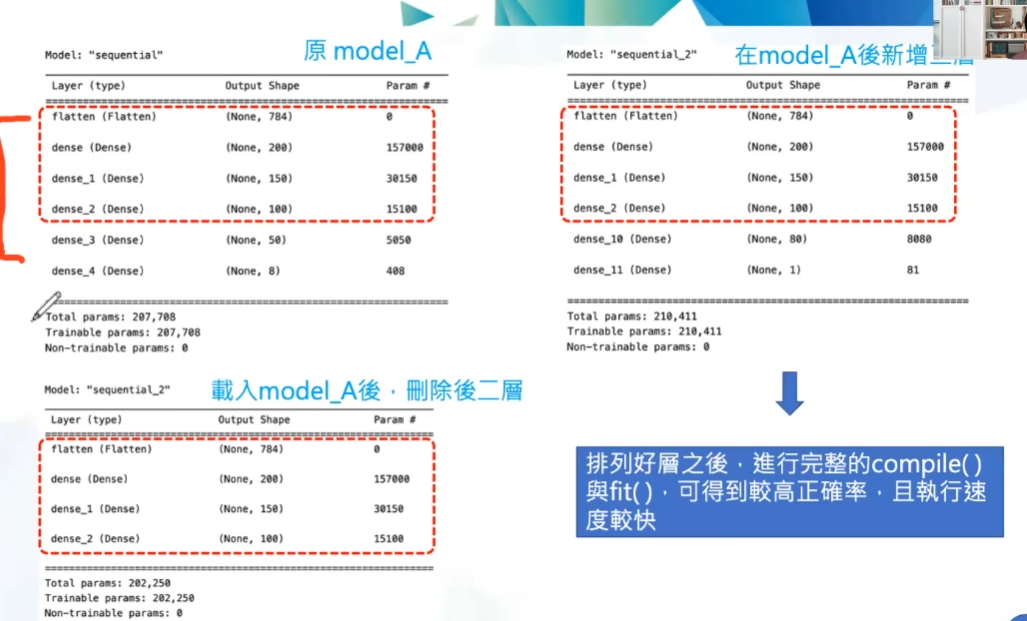 原 model_A
Model: "sequential"
Layer (type) Output Shape Param #
flatten (Flatten) (None, 784) 0
dense (Dense) (None, 200) 157000
dense_1 (Dense) (None, 150) 30150
dense_2 (Dense) (None, 100) 15100
dense_3 (Dense) (None, 50) 5050
dense_4 (Dense) (None, 8) 408
Total params: 207,708
Trainable params: 207,708
Non-trainable params: 0
載入model_A後，刪除後二層
Model: "sequential_2"
Layer (type) Output Shape Param #
flatten (Flatten) (None, 784) 0
dense (Dense) (None, 200) 157000
dense_1 (Dense) (None, 150) 30150
dense_2 (Dense) (None, 100) 15100
Total params: 202,250
Trainable params: 202,250
Non-trainable params: 0
在model_A後新增
Model: "sequential_2"
Layer (type) Output Shape Param #
flatten (Flatten) (None, 784) 0
dense (Dense) (None, 200) 157000
dense_1 (Dense) (None, 150) 30150
dense_2 (Dense) (None, 100) 15100
dense_10 (Dense) (None, 80) 8080
dense_11 (Dense) (None, 1) 81
Total params: 210,411
Trainable params: 210,411
Non-trainable params: 0
排列好層之後，進行完整的compile( )
與fit( )，可得到較高正確率，且執行速
度較快